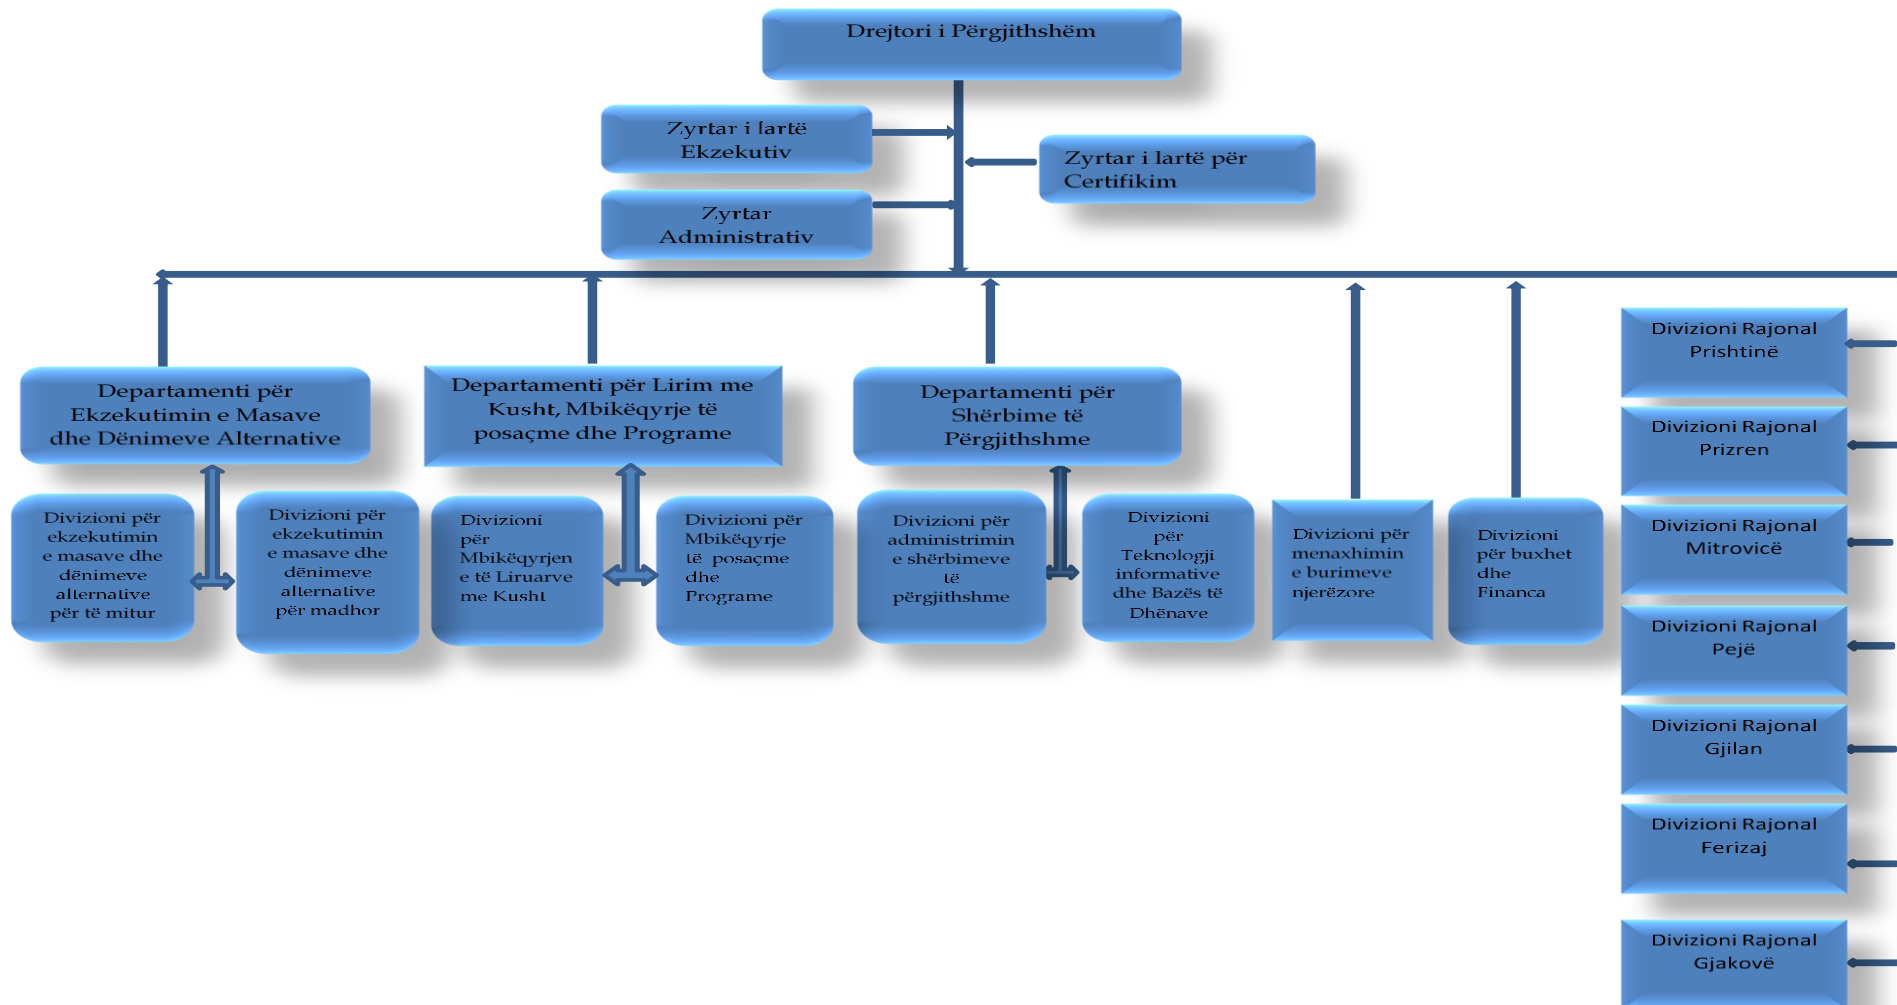 Drejtori i Përgjithshëm
Zyrtar i lartë
Ekzekutiv
Zyrtar i lartë për
Certifikim
Zyrtar
Administrativ
Departamenti për
Ekzekutimin e Masave
dhe Dënimeve Alternative
Departamenti për Lirim me
Kusht, Mbikëqyrje të
posaçme dhe Programe
Departamenti për
Shërbime të
Përgjithshme
Divizioni për
ekzekutimin
e masave dhe
dënimeve
alternative
për të mitur
Divizioni për
ekzekutimin
e masave dhe
dënimeve
alternative
për madhor
Divizioni
për
Mbikëqyrjen
e të Liruarve
me Kusht
Divizioni për
Mbikëqyrje
të posaçme
dhe
Programe
Divizioni për
administrimin
e shërbimeve
të
përgjithshme
Divizioni
për
Teknologji
informative
dhe Bazës të
Dhënave
Divizioni për
menaxhimin
e burimeve
njerëzore
Divizioni
për buxhet
dhe
Financa
Divizioni Rajonal
Prishtinë
Divizioni Rajonal
Prizren
Divizioni Rajonal
Mitrovicë
Divizioni Rajonal
Pejë
Divizioni Rajonal
Gjilan
Divizioni Rajonal
Ferizaj
Divizioni Rajonal
Gjakovë